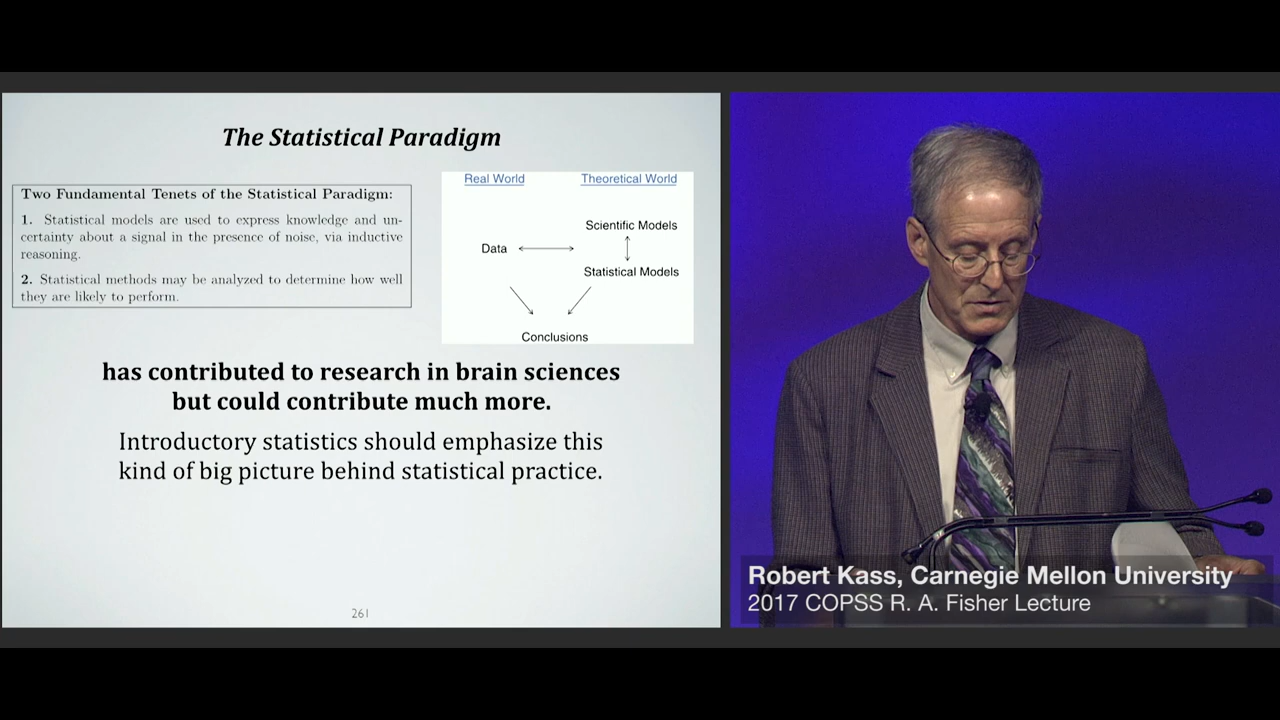 The Statistical Paradigm
Two Fundamental Tenets of the Statistical Paradigm:
1. Statistical models are used to express knowledge and un-
certainty about a signal in the presence of noise, via inductive
reasoning.
2. Statistical methods may be analyzed to determine how well
they are likely to perform.
Real World
Theoretical World
Scientific Models
Data
Statistical Models
Conclusions
has contributed to research in brain sciences
but could contribute much more.
Introductory statistics should emphasize this
kind of big picture behind statistical practice.
261
Robert Kass, Carnegie Mellon University
2017 COPSS R. A. Fisher Lecture